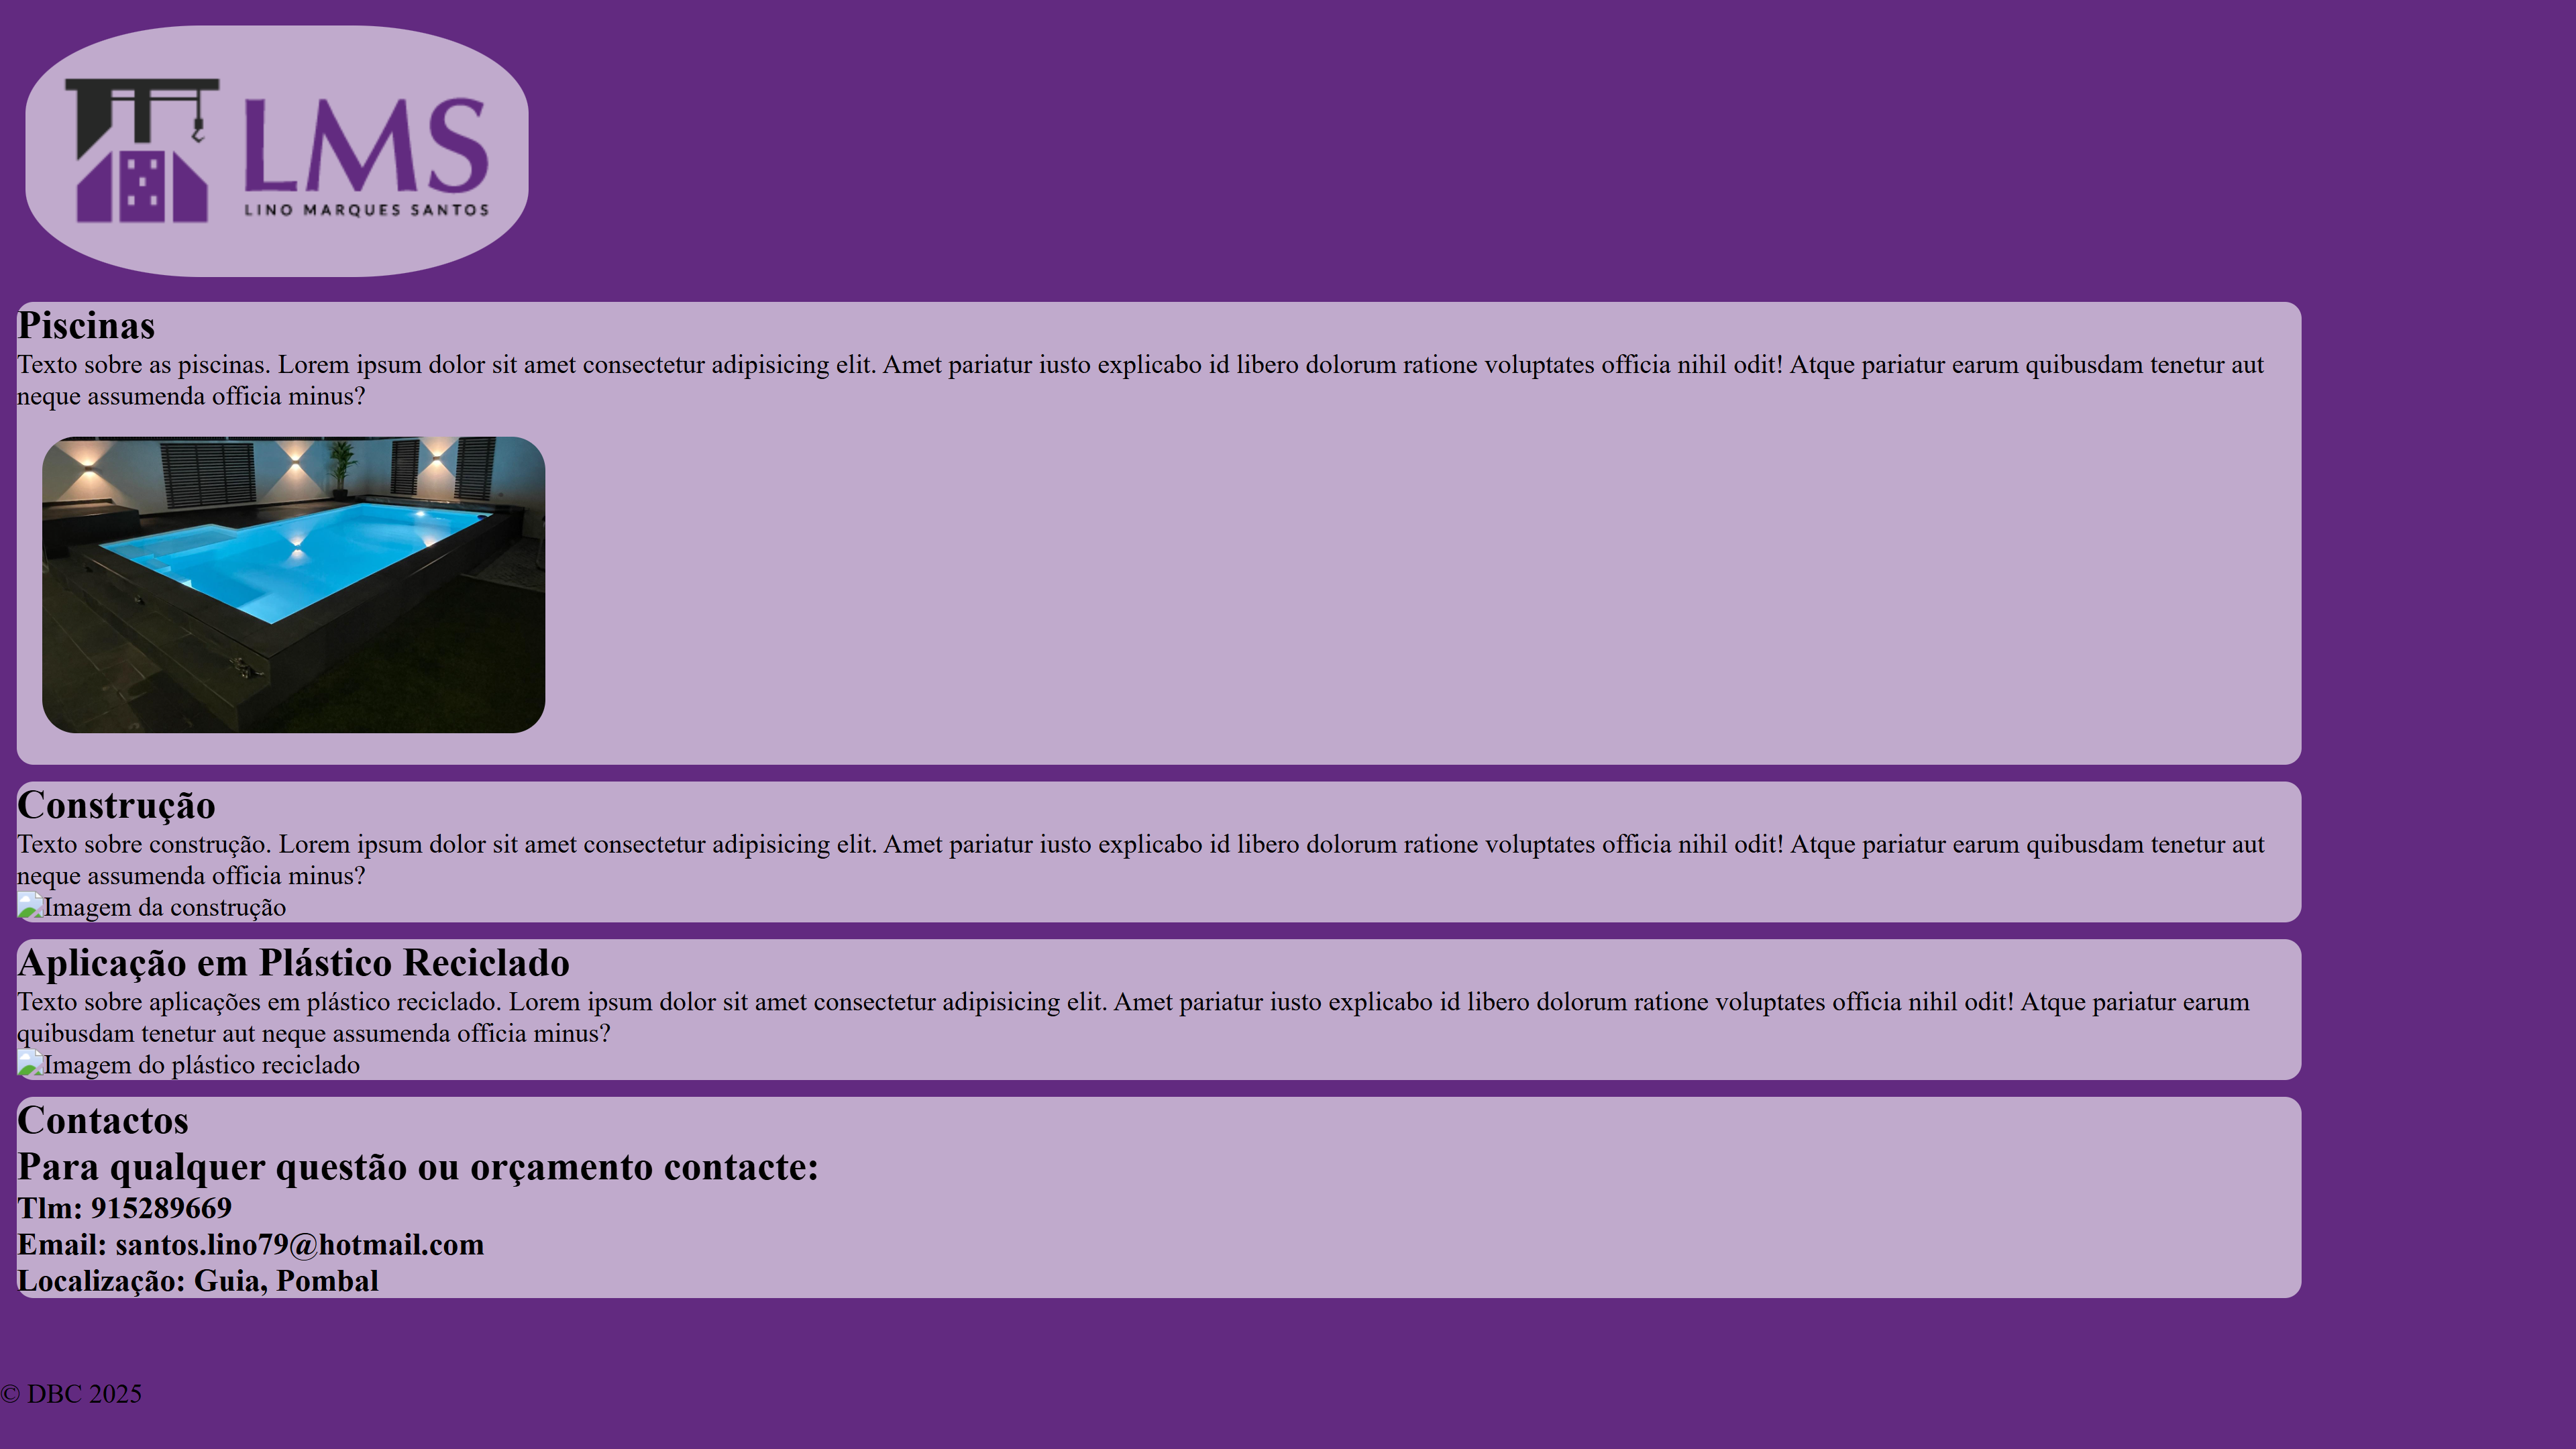 LMS
LINO MARQUES SANTOS
Piscinas
Texto sobre as piscinas. Lorem ipsum dolor sit amet consectetur adipisicing elit. Amet pariatur iusto explicabo id libero dolorum ratione voluptates officia nihil odit! Atque pariatur earum quibusdam tenetur aut
neque assumenda officia minus?
Construção
Texto sobre construção. Lorem ipsum dolor sit amet consectetur adipisicing elit. Amet pariatur iusto explicabo id libero dolorum ratione voluptates officia nihil odit! Atque pariatur earum quibusdam tenetur aut
neque assumenda officia minus?
Imagem da construção
Aplicação em Plástico Reciclado
Texto sobre aplicações em plástico reciclado. Lorem ipsum dolor sit amet consectetur adipisicing elit. Amet pariatur iusto explicabo id libero dolorum ratione voluptates officia nihil odit! Atque pariatur earum
quibusdam tenetur aut neque assumenda officia minus?
Imagem do plástico reciclado
Contactos
Para qualquer questão ou orçamento contacte:
Tlm: 915289669
Email: santos.lino79@hotmail.com
Localização: Guia, Pombal
© DBC 2025